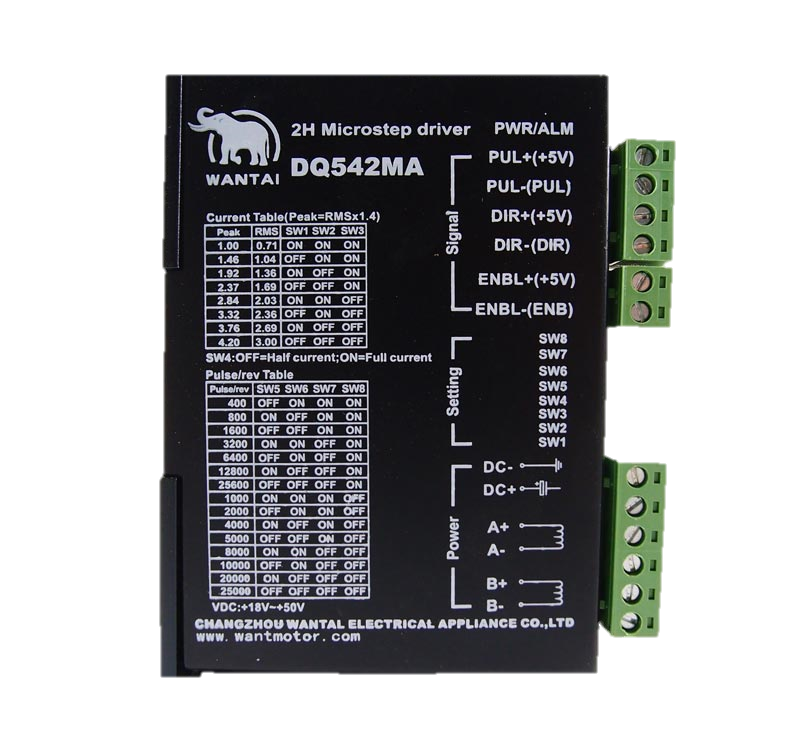 WANTAI
2H Microstep driver
DQ542MA
Current Table(Peak=RMSx1.4)
Peak RMS SW1 SW2 SW3
1.00 0.71 ON ON ON
1.46 1.04 OFF ON ON
1.92 1.36 ON OFF ON
2.37 1.69 OFF OFF ON
2.84 2.03 ON ON OFF
3.32 2.36 OFF ON OFF
3.76 2.69 ON OFF OFF
4.20 3.00 OFF OFF OFF
SW4:OFF=Half current;ON=Full current
Pulse/rev Table
Pulse/rev SW5 SW6 SW7 SW8
400 OFF ON ON ON
800 ON OFF ON ON
1600 OFF OFF ON ON
3200 ON ON OFF ON
6400 OFF ON OFF ON
12800 ON OFF OFF ON
25600 OFF OFF OFF ON
1000 ON ON ON OFF
2000 OFF ON ON OFF
4000 ON OFF ON OFF
5000 OFF OFF ON OFF
8000 ON ON OFF OFF
10000 OFF ON OFF OFF
20000 ON OFF OFF OFF
25000 OFF OFF OFF OFF
VDC:+18V~+50V
PWR/ALM
Signal
PUL+(+5V)
PUL-(PUL)
DIR+(+5V)
DIR-(DIR)
ENBL+(+5V)
ENBL-(ENB)
Setting
SW8
SW7
SW6
SW5
SW4
SW3
SW2
SW1
Power
DC-
DC+
A+
A-
B+
B-
CHANGZHOU WANTAL ELECTRICAL APPLIANCE CO.,LTD
www.wantmotor.com